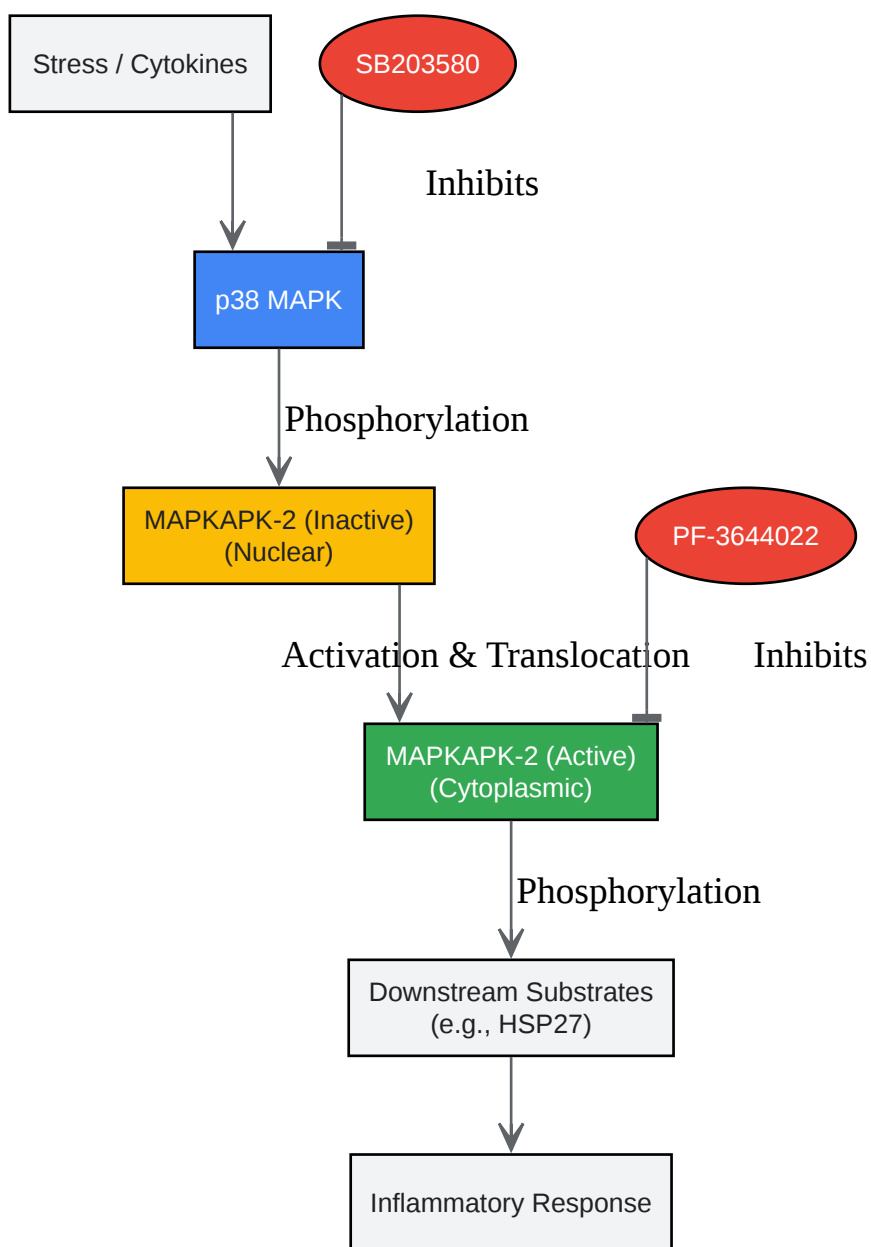 Stress / Cytokines
SB203580
Inhibits
p38 MAPK
Phosphorylation
MAPKAPK-2 (Inactive)
(Nuclear)
PF-3644022
Activation & Translocation
Inhibits
MAPKAPK-2 (Active)
(Cytoplasmic)
Phosphorylation
Downstream Substrates
(e.g., HSP27)
Inflammatory Response